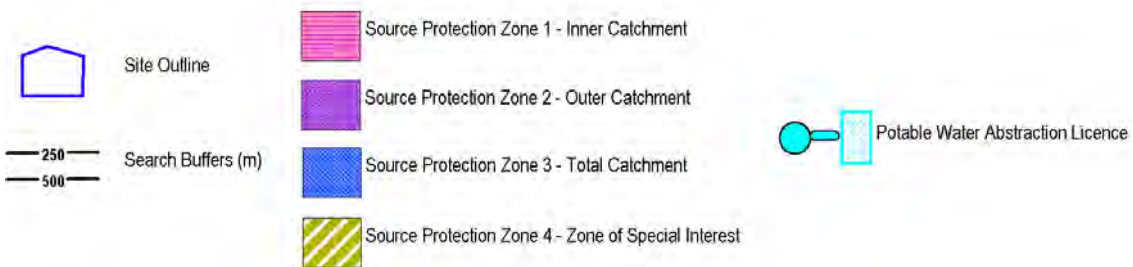 Site Outline
250
500
Search Buffers (m)
Source Protection Zone 1 - Inner Catchment
Source Protection Zone 2 - Outer Catchment
Source Protection Zone 3 - Total Catchment
Source Protection Zone 4 - Zone of Special Interest
Potable Water Abstraction Licence